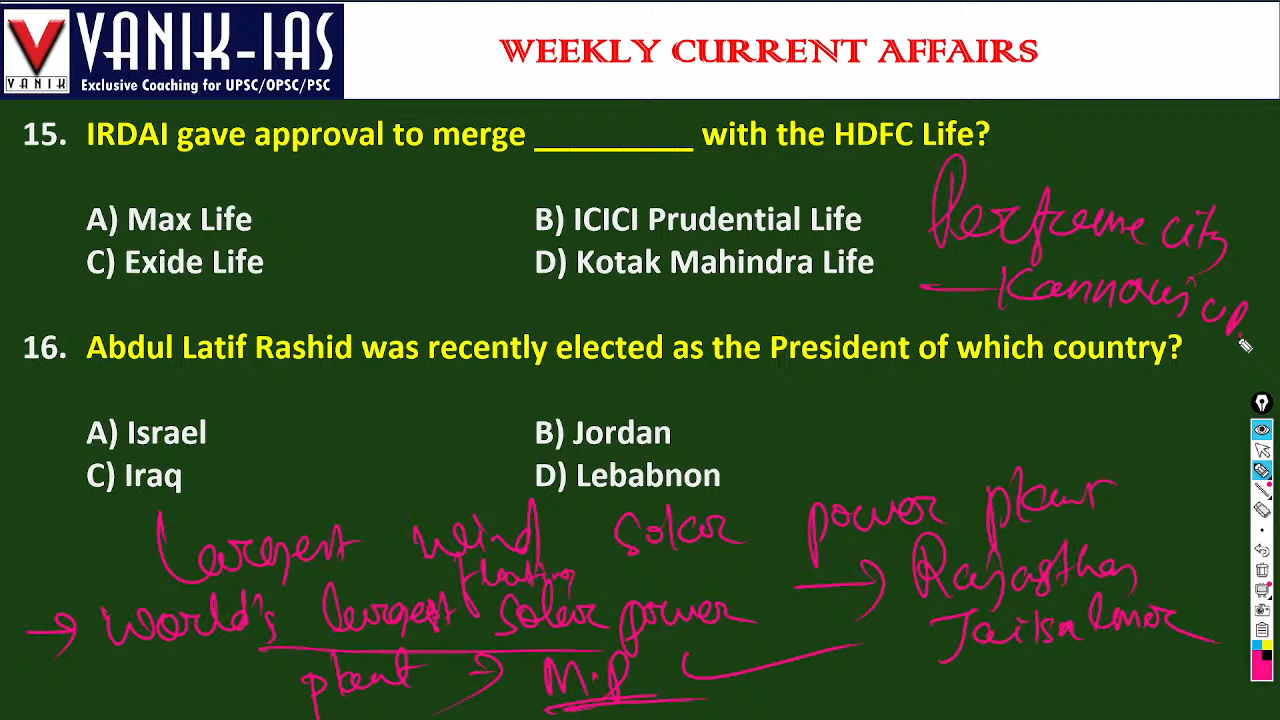 VANIK-IAS
VANIK
Exclusive Coaching for UPSC/OPSC/PSC
WEEKLY CURRENT AFFAIRS
15. IRDAI gave approval to merge _________ with the HDFC Life?
A) Max Life B) ICICI Prudential Life
C) Exide Life D) Kotak Mahindra Life
Perfume city
Kannauj UP.
16. Abdul Latif Rashid was recently elected as the President of which country?
A) Israel B) Jordan
C) Iraq D) Lebabnon
Largest wind solar power plant
→ Rajasthan
Jaisalmer
→ World's largest floating solar power
plant → M.P